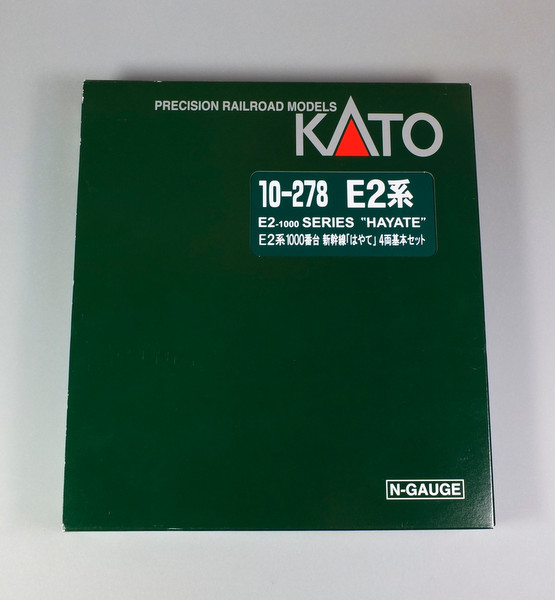 PRECISION RAILROAD MODELS
KATO
10-278 E2系
E2-1000 SERIES "HAYATE"
E2系1000番台 新幹線「はやて」4両基本セット
N-GAUGE